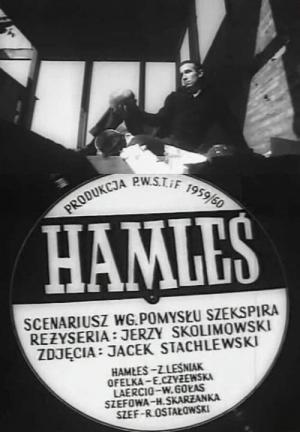 PRODUKCJA P.W.S.T.iF 1959/60
HAMLEŚ
SCENARIUSZ WG. POMYSŁU SZEKSPIRA
REŻYSERIA : JERZY SKOLIMOWSKI
ZDJĘCIA : JACEK STACHLEWSKI
HAMLEŚ -Z.LEŚNIAK
OFELKA -E.CZYŻEWSKA
LAERCIO-W.GOŁAS
SZEFOWA-H.SKARŻANKA
SZEF-R.OSTAŁOWSKI